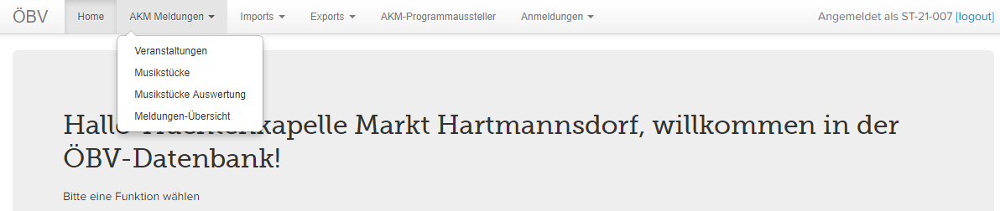 ÖBV Home AKM Meldungen Imports Exports AKM-Programmaussteller Anmeldungen Angemeldet als ST-21-007 [logout]
Veranstaltungen
Musikstücke
Musikstücke Auswertung
Meldungen-Übersicht
Hallo kapelle Markt Hartmannsdorf, willkommen in der
ÖBV-Datenbank!
Bitte eine Funktion wählen